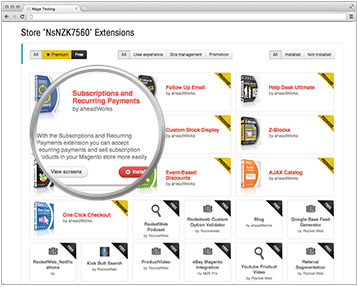 Mage Testing
Store "NsNZK7560" Extensions
All
Premium
Free
All
User experience
Site management
Promotion
All
Installed
Not installed
Subscriptions and
Recurring Payments
by aheadWorks
With the Subscriptions and Recurring
Payments extension you can accept
recurring payments and sell subscription
products in your Magento store more easily
View screens
Install
Follow Up Email
by aheadWorks
Help Desk Ultimate
by aheadWorks
Custom Stock Display
by aheadWorks
Z-Blocks
by aheadWorks
Event-Based
Discounts
by aheadWorks
AJAX Catalog
by aheadWorks
One Click Checkout
by aheadWorks
RocketWeb
Podcast
by RocketWeb
Rocketweb Custom
Option Validator
by Rocketweb
Blog
by aheadWorks
Google Base Feed
Generator
by RocketWeb
RocketWeb_Notific
ations
by
Kick Butt Search
by RocketWeb
ProductVideo
by RocketWeb
eBay Magento
Integration
by M2E Pro
Youtube Product
Video
by RocketWeb
Referral
Segmentation
by RocketWeb